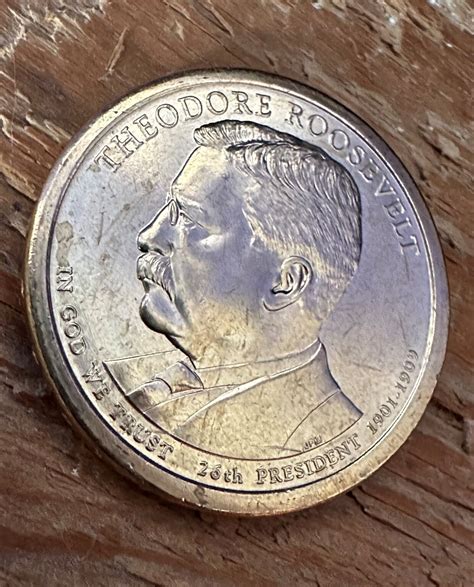 THEODORE ROOSEVELT
IN GOD WE TRUST
26th PRESIDENT 1901-1909